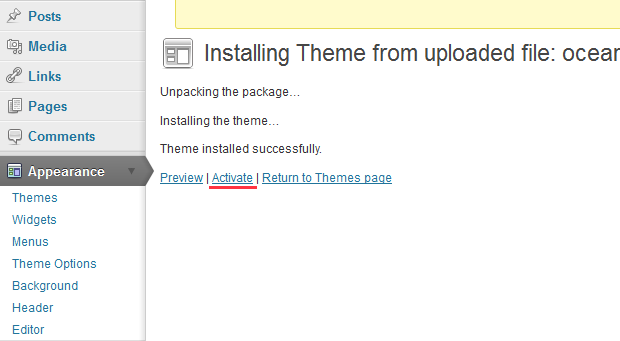 Posts
Media
Links
Pages
Comments
Appearance
Themes
Widgets
Menus
Theme Options
Background
Header
Editor
Installing Theme from uploaded file: ocean
Unpacking the package…
Installing the theme…
Theme installed successfully.
Preview | Activate | Return to Themes page